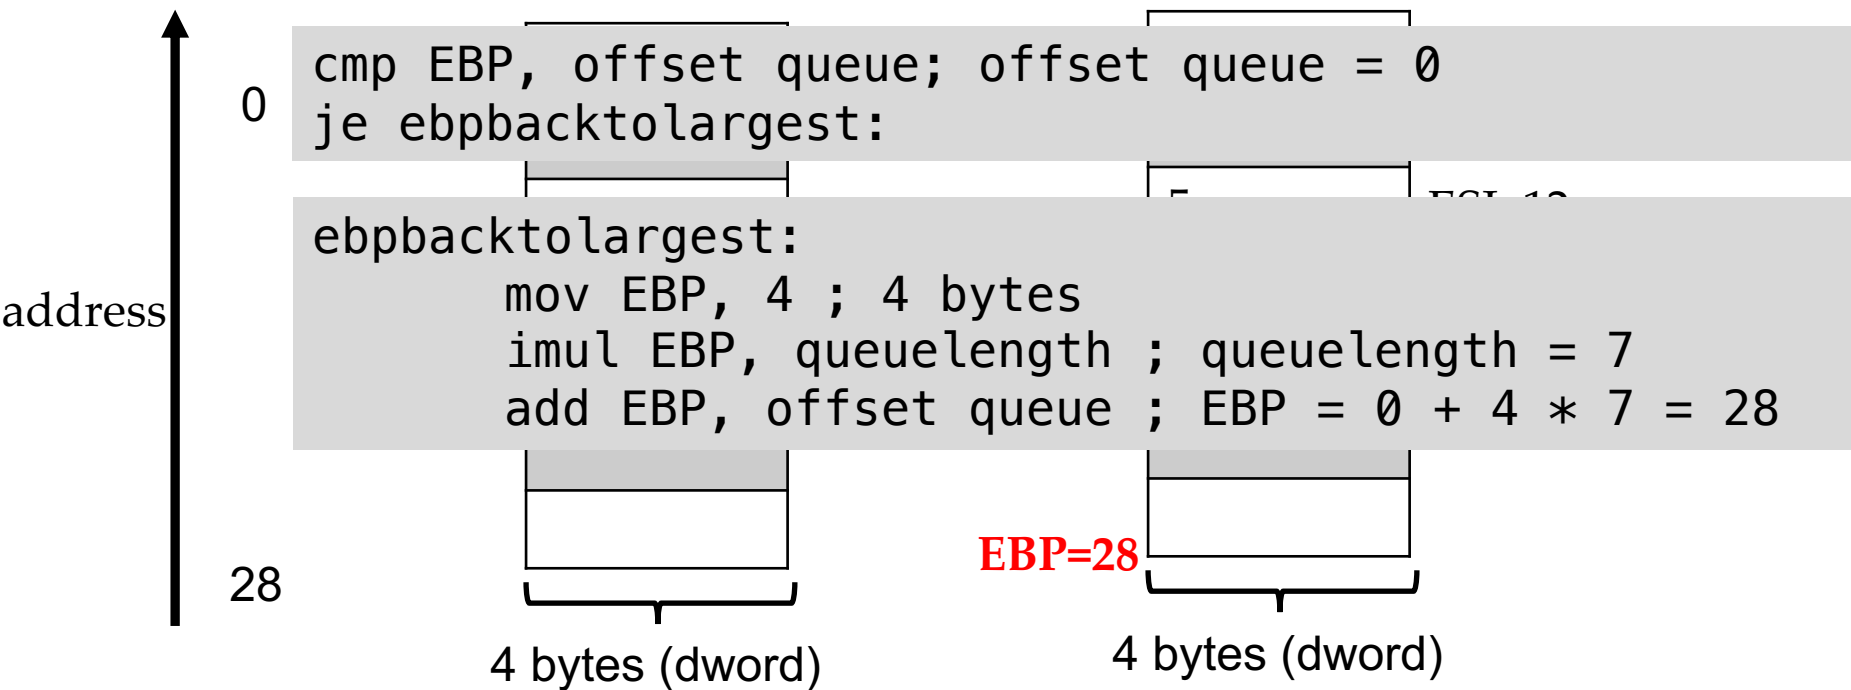 cmp EBP, offset queue; offset queue = 0
0
je ebpbacktolargest:
ebpbacktolargest:
mov EBP, 4 ; 4 bytes
address
imul EBP, queuelength ; queuelength = 7
add EBP, offset queue ; EBP = 0 + 4 * 7 = 28
EBP=28
28
4 bytes (dword)
4 bytes (dword)